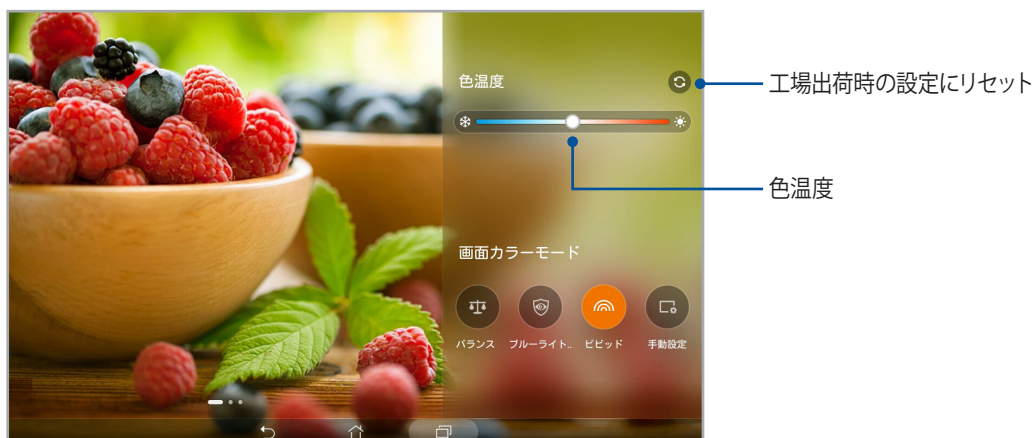 色温度
工場出荷時の設定にリセット
色温度
画面カラーモード
バランス
ブルーライト..
ビビッド
手動設定